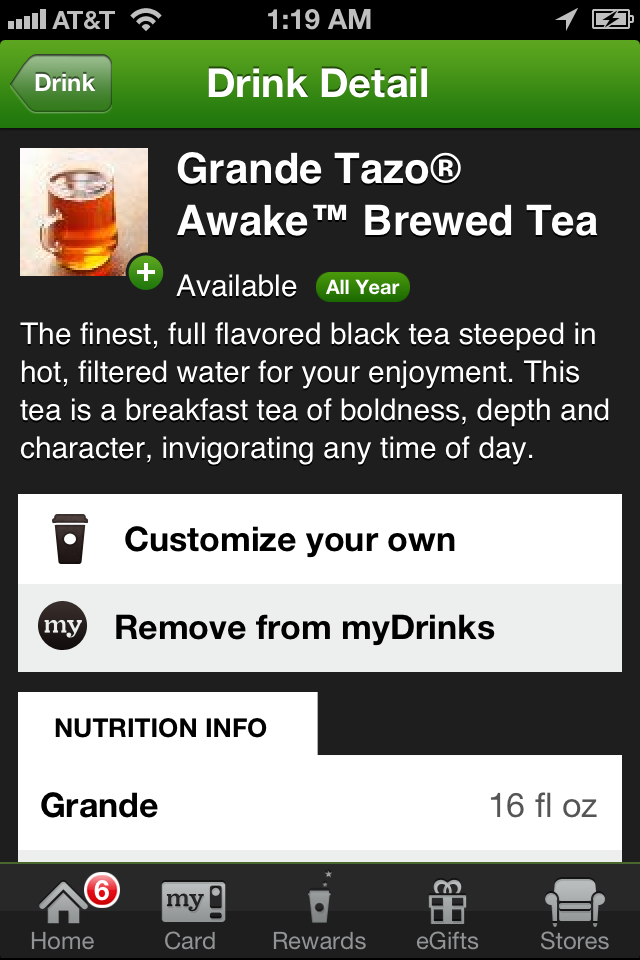 AT&T 1:19 AM
Drink Drink Detail
Grande Tazo®
Awake™ Brewed Tea
Available All Year
The finest, full flavored black tea steeped in
hot, filtered water for your enjoyment. This
tea is a breakfast tea of boldness, depth and
character, invigorating any time of day.
Customize your own
my Remove from myDrinks
NUTRITION INFO
Grande 16 fl oz
6 my
Home Card Rewards eGifts Stores